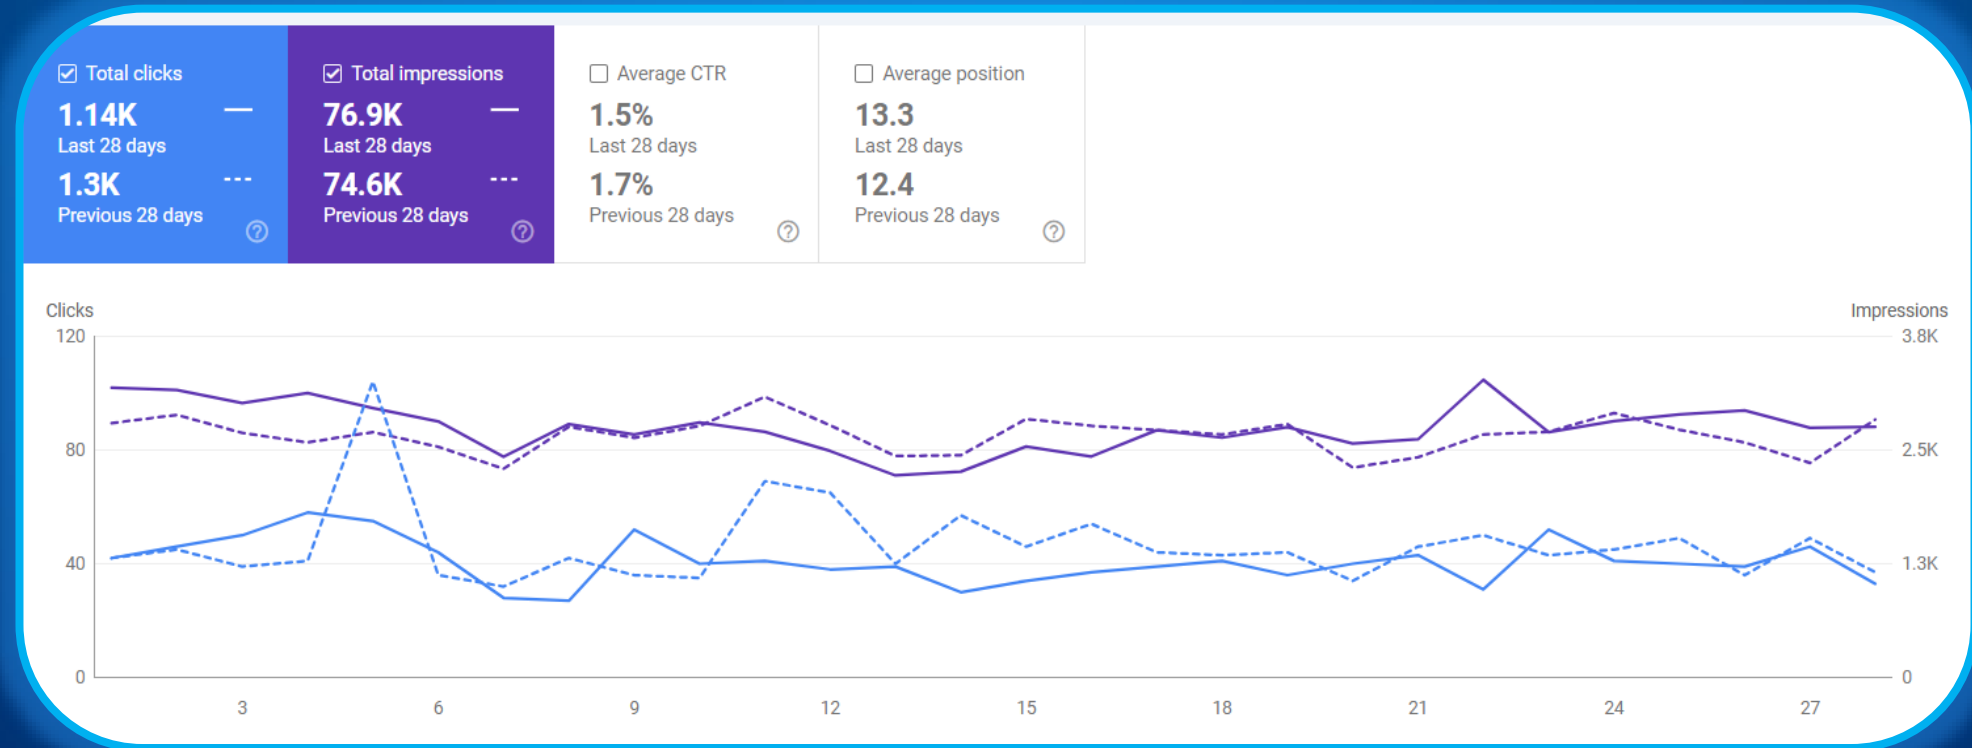 Total clicks
1.14K
Last 28 days
1.3K
Previous 28 days
Total impressions
76.9K
Last 28 days
74.6K
Previous 28 days
Average CTR
1.5%
Last 28 days
1.7%
Previous 28 days
Average position
13.3
Last 28 days
12.4
Previous 28 days
Clicks
Impressions
120
3.8K
80
2.5K
40
1.3K
0
0
3 6 9 12 15 18 21 24 27